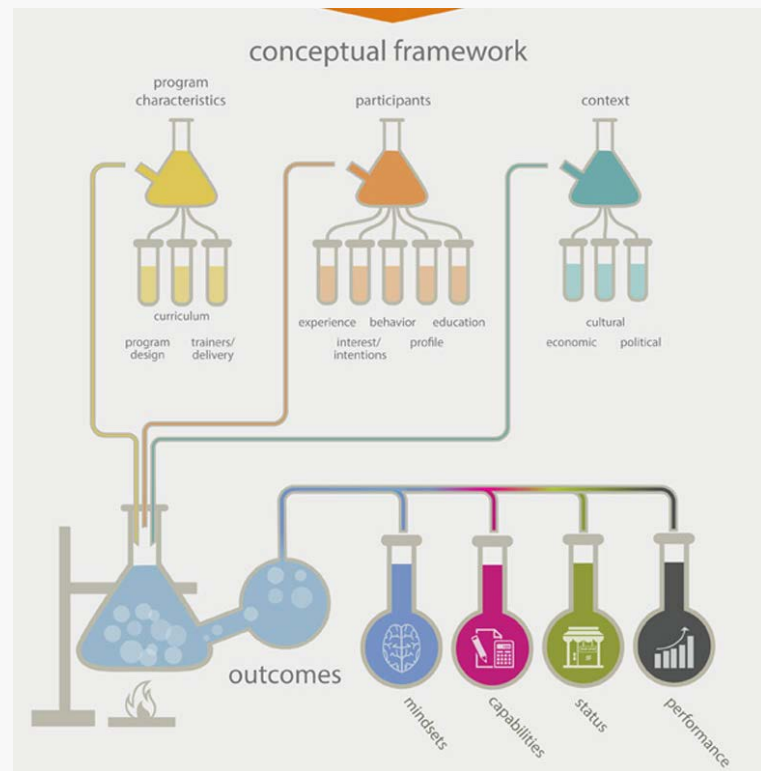 conceptual framework
program
characteristics
participants
context
curriculum
program
design
trainers/
delivery
experience
behavior
education
interest/
intentions
profile
cultural
economic
political
outcomes
mindsets
capabilities
status
performance